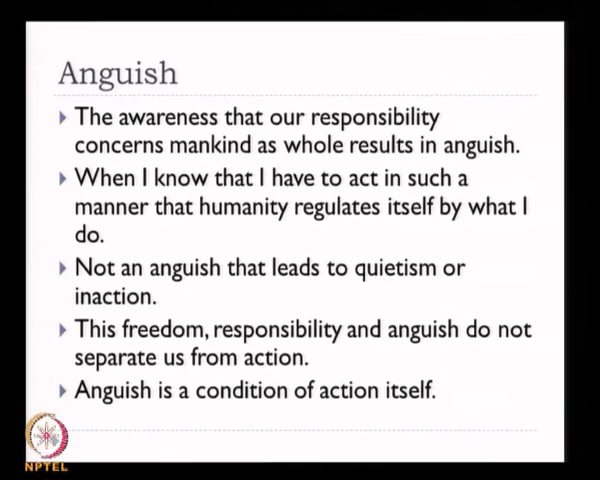 Anguish
The awareness that our responsibility
concerns mankind as whole results in anguish.
When I know that I have to act in such a
manner that humanity regulates itself by what I
do.
Not an anguish that leads to quietism or
inaction.
This freedom, responsibility and anguish do not
separate us from action.
Anguish is a condition of action itself.
NPTEL